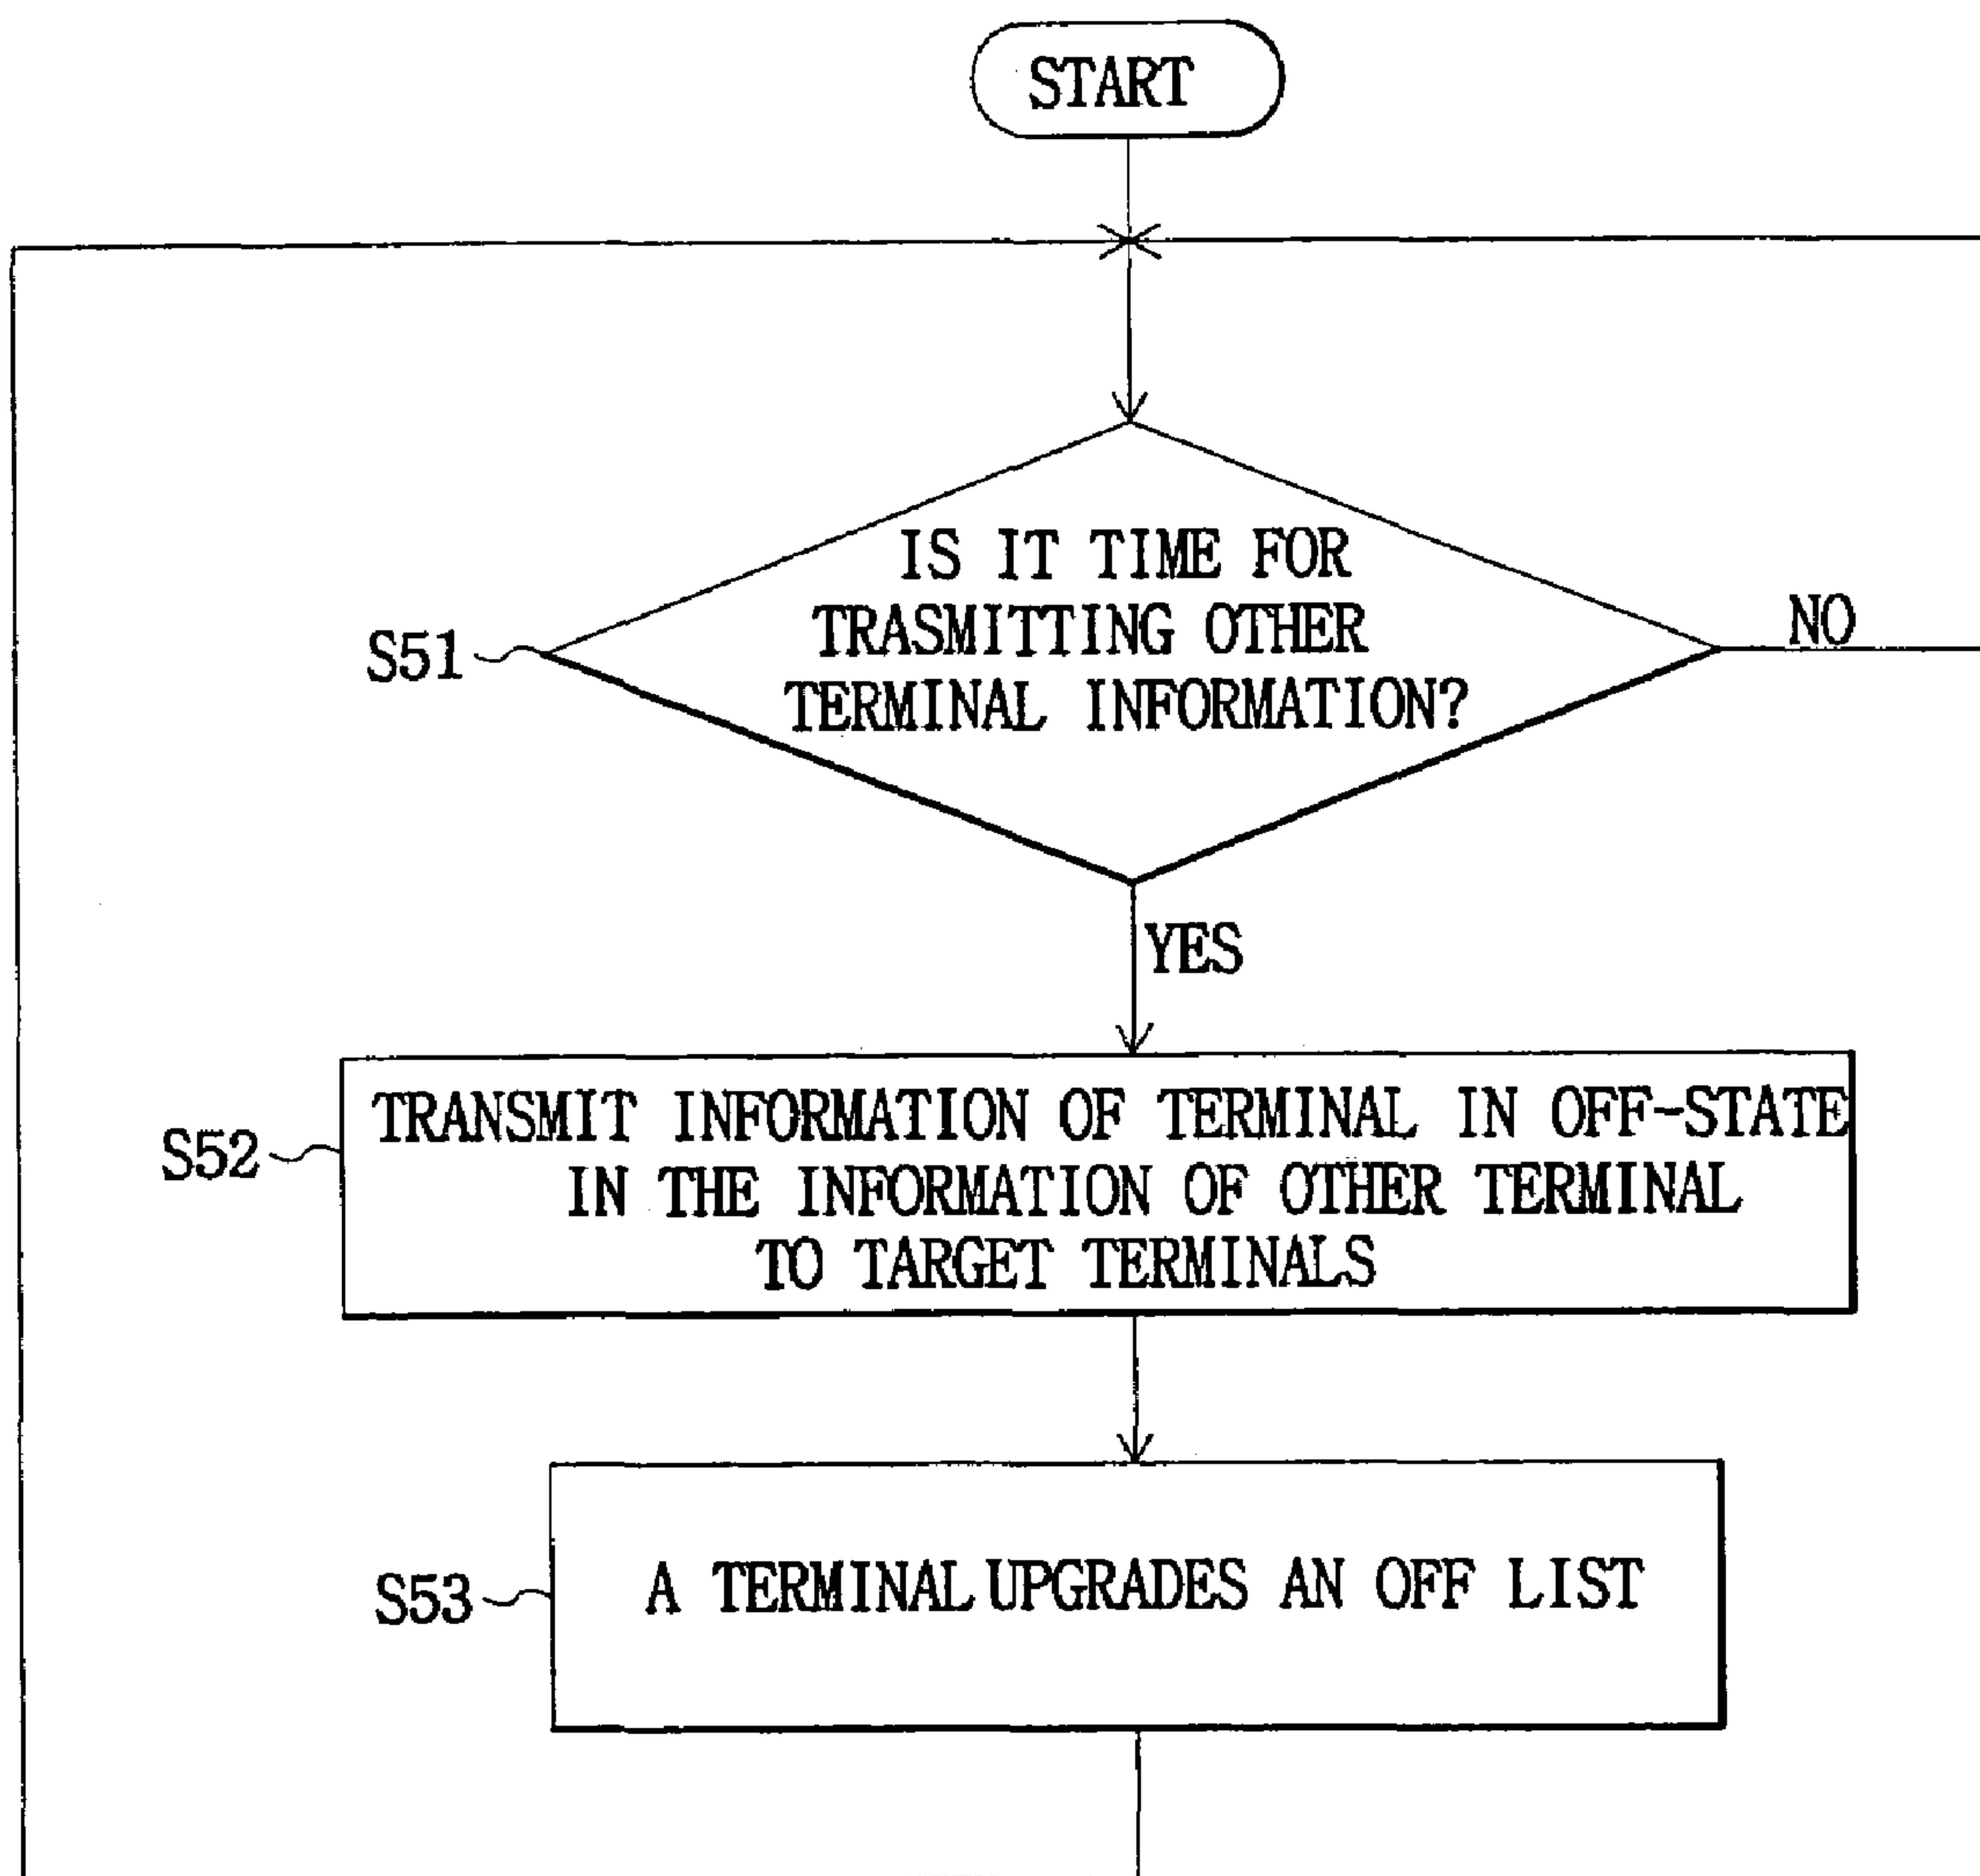 START
IS IT TIME FOR
TRASMITTING OTHER
TERMINAL INFORMATION?
S51
NO
YES
S52
TRANSMIT INFORMATION OF TERMINAL IN OFF-STATE
IN THE INFORMATION OF OTHER TERMINAL
TO TARGET TERMINALS
S53
A TERMINAL UPGRADES AN OFF LIST